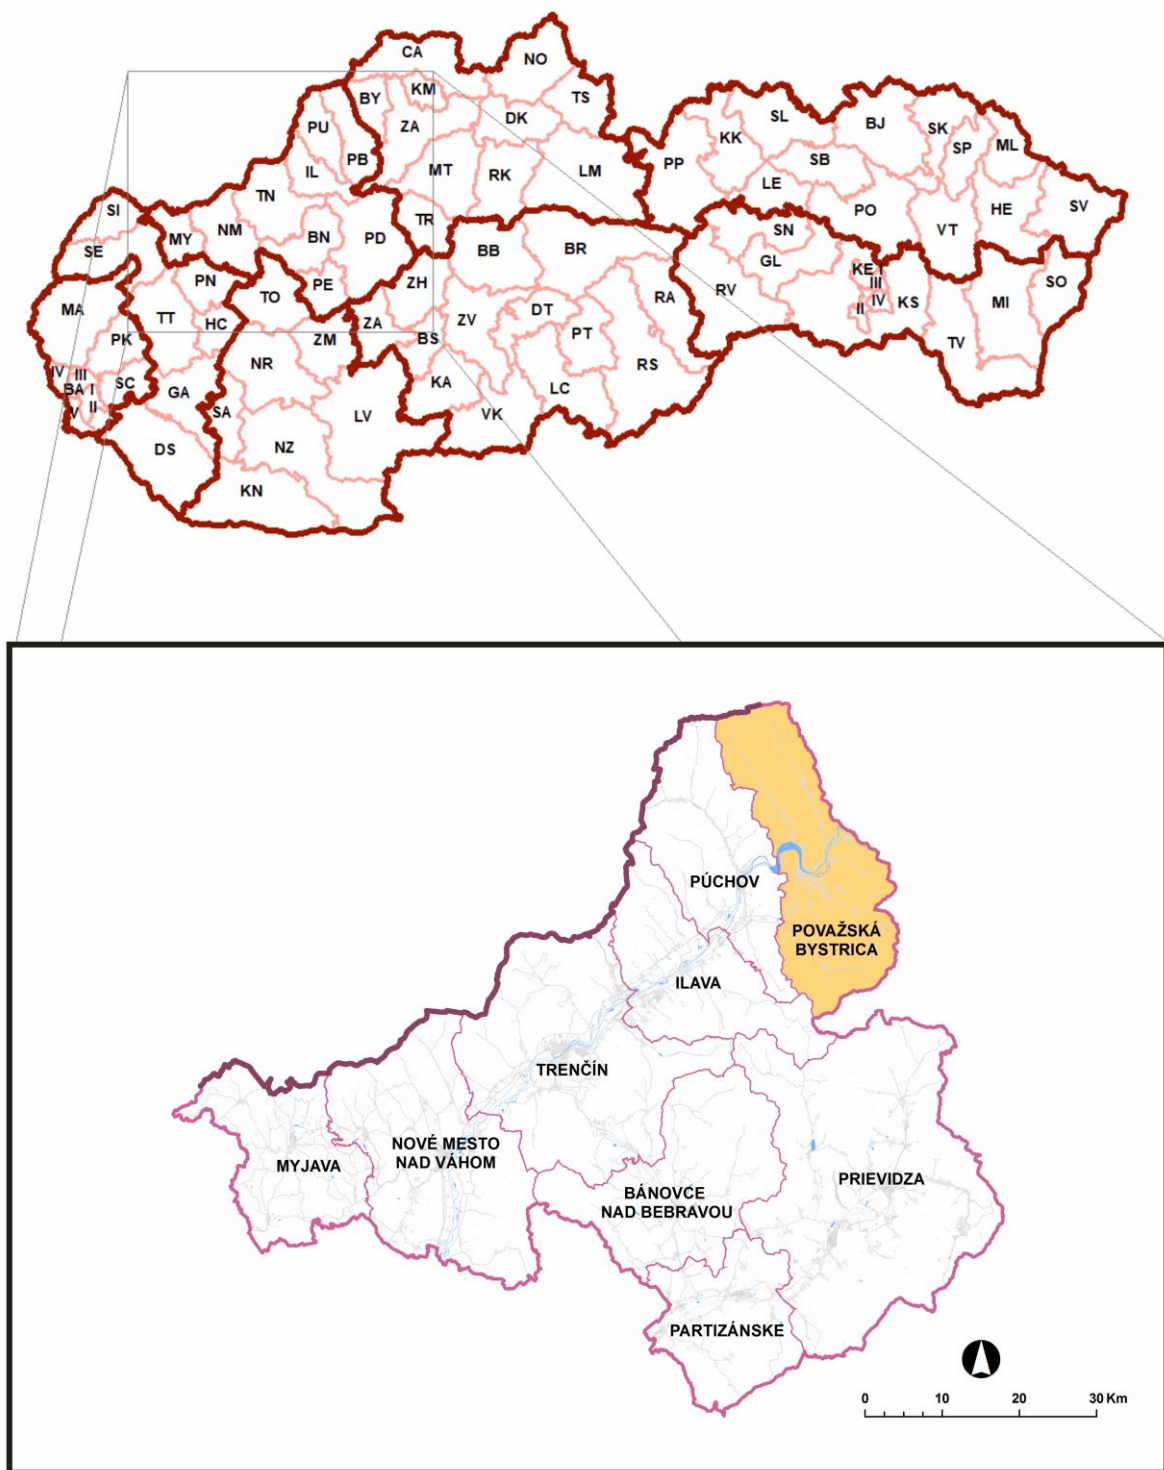 CA
NO
BY
KM
TS
PU
ZA
DK
SL
BJ
SK
KK
SP
ML
PB
IL
MT
RK
LM
PP
SB
LE
TN
SI
TR
PO
HE
SV
MY
NM
BN
PD
SN
VT
SE
BB
BR
GL
PN
PE
ZH
KE I
III
TO
RV
RA
IV
KS
MI
SO
MA
TT
HC
ZA
ZV
DT
II
PK
ZM
BS
PT
TV
NR
RS
IV
III
SC
KA
LC
BA
I
GA
II
V
SA
LV
VK
DS
NZ
KN
PÚCHOV
POVAŽSKÁ
BYSTRICA
ILAVA
TRENČÍN
NOVÉ MESTO
NAD VÁHOM
MYJAVA
PRIEVIDZA
BÁNOVCE
NAD BEBRAVOU
PARTIZÁNSKE
0 10 20 30 Km